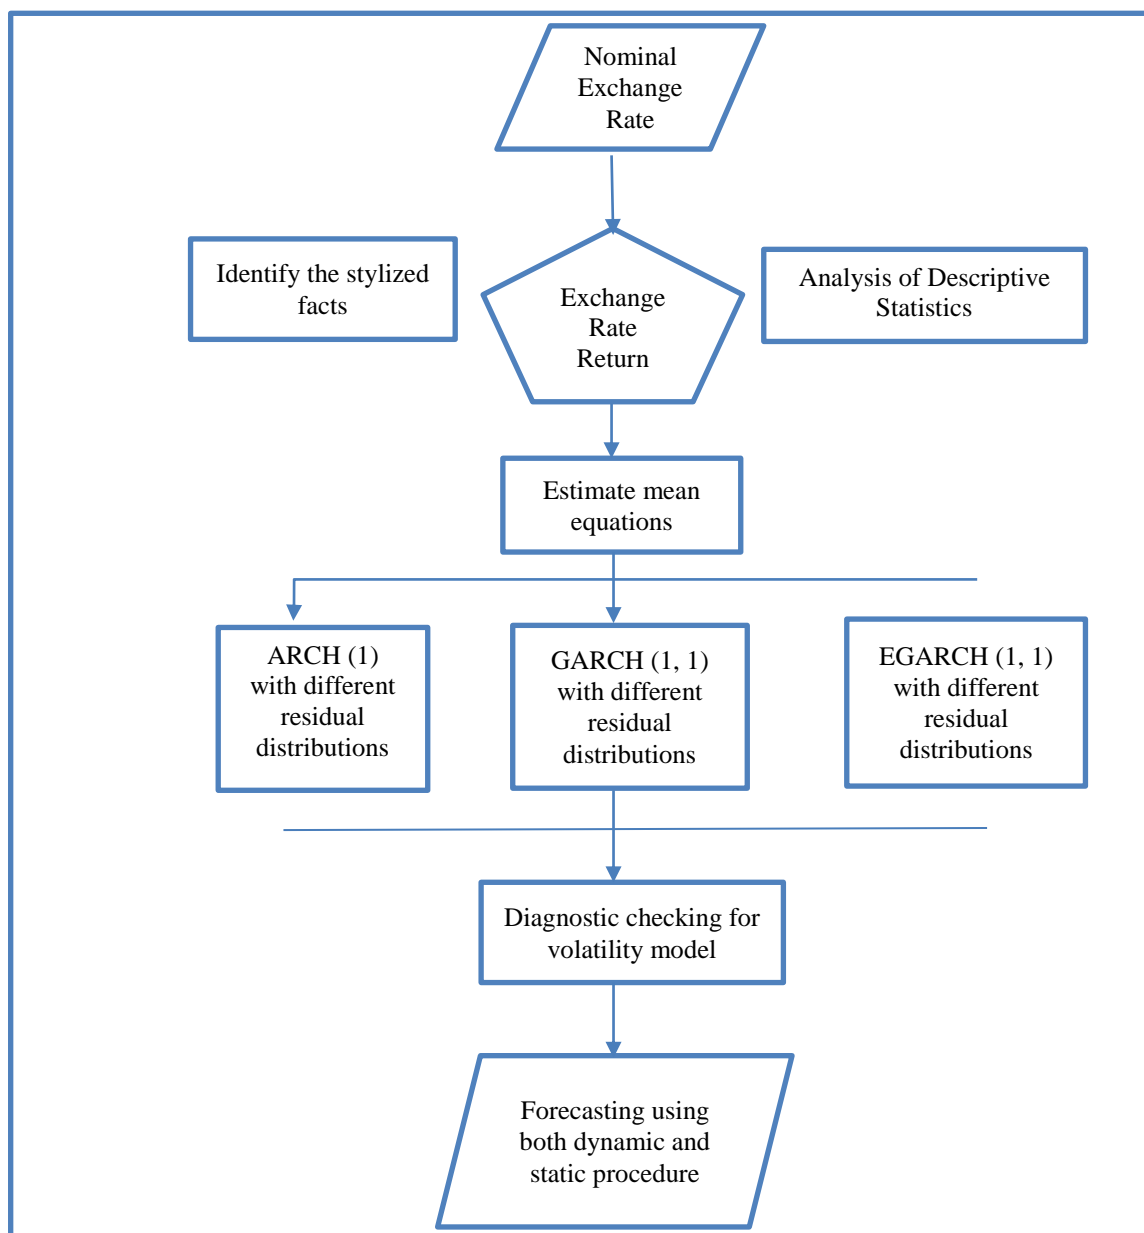 Nominal
Exchange
Rate
Identify the stylized
facts
Exchange
Rate
Return
Analysis of Descriptive
Statistics
Estimate mean
equations
ARCH (1)
with different
residual
distributions
GARCH (1, 1)
with different
residual
distributions
EGARCH (1, 1)
with different
residual
distributions
Diagnostic checking for
volatility model
Forecasting using
both dynamic and
static procedure